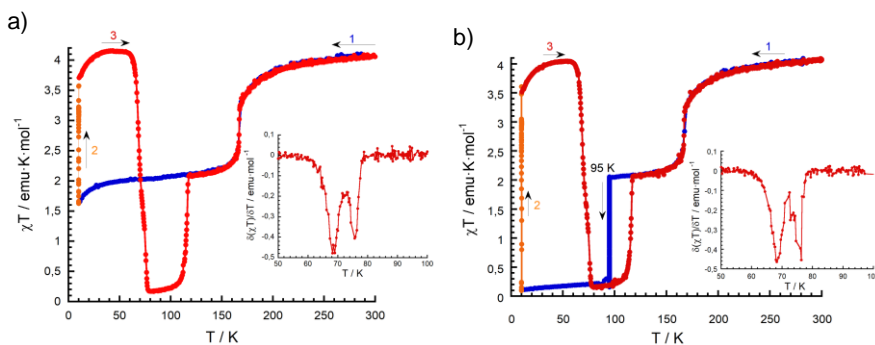 a)
χT / emu·K·mol⁻¹
4
3,5
3
2,5
2
1,5
1
0,5
0
0 50 100 150 200 250 300
T / K
3
1
2
δ(χT)/δT / emu·mol⁻¹
0,1
0
-0,1
-0,2
-0,3
-0,4
-0,5
50 60 70 80 90 100
T / K
b)
χT / emu·K·mol⁻¹
4
3,5
3
2,5
2
1,5
1
0,5
0
0 50 100 150 200 250 300
T / K
3
1
95 K
2
δ(χT)/δT / emu·mol⁻¹
0,1
0
-0,1
-0,2
-0,3
-0,4
-0,5
50 60 70 80 90
T / K